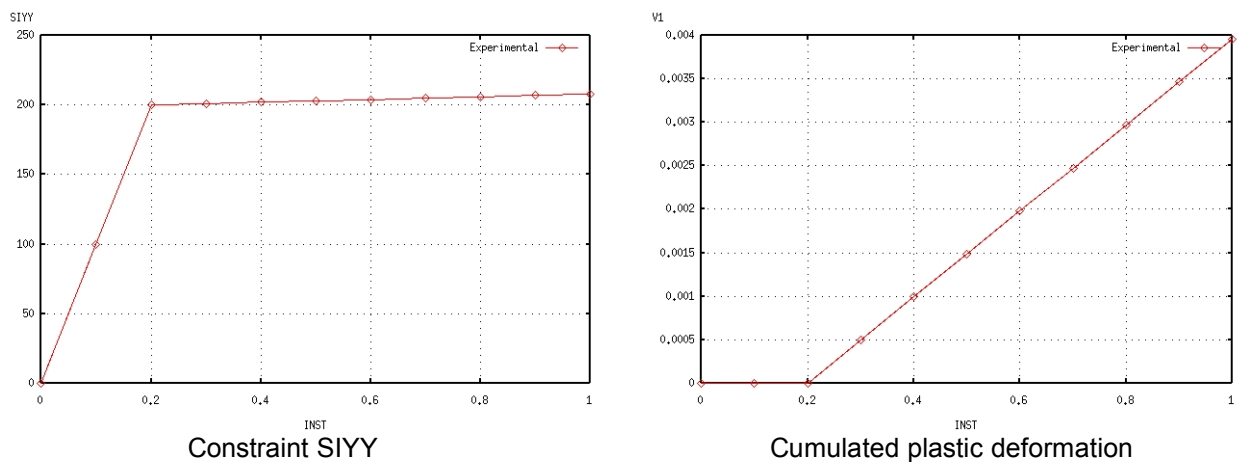 SIYY
250
200
150
100
50
0
Experimental
0 0.2 0.4 0.6 0.8 1
INST
Constraint SIYY
V1
0.004
0.0035
0.003
0.0025
0.002
0.0015
0.001
0.0005
0
Experimental
0 0.2 0.4 0.6 0.8 1
INST
Cumulated plastic deformation